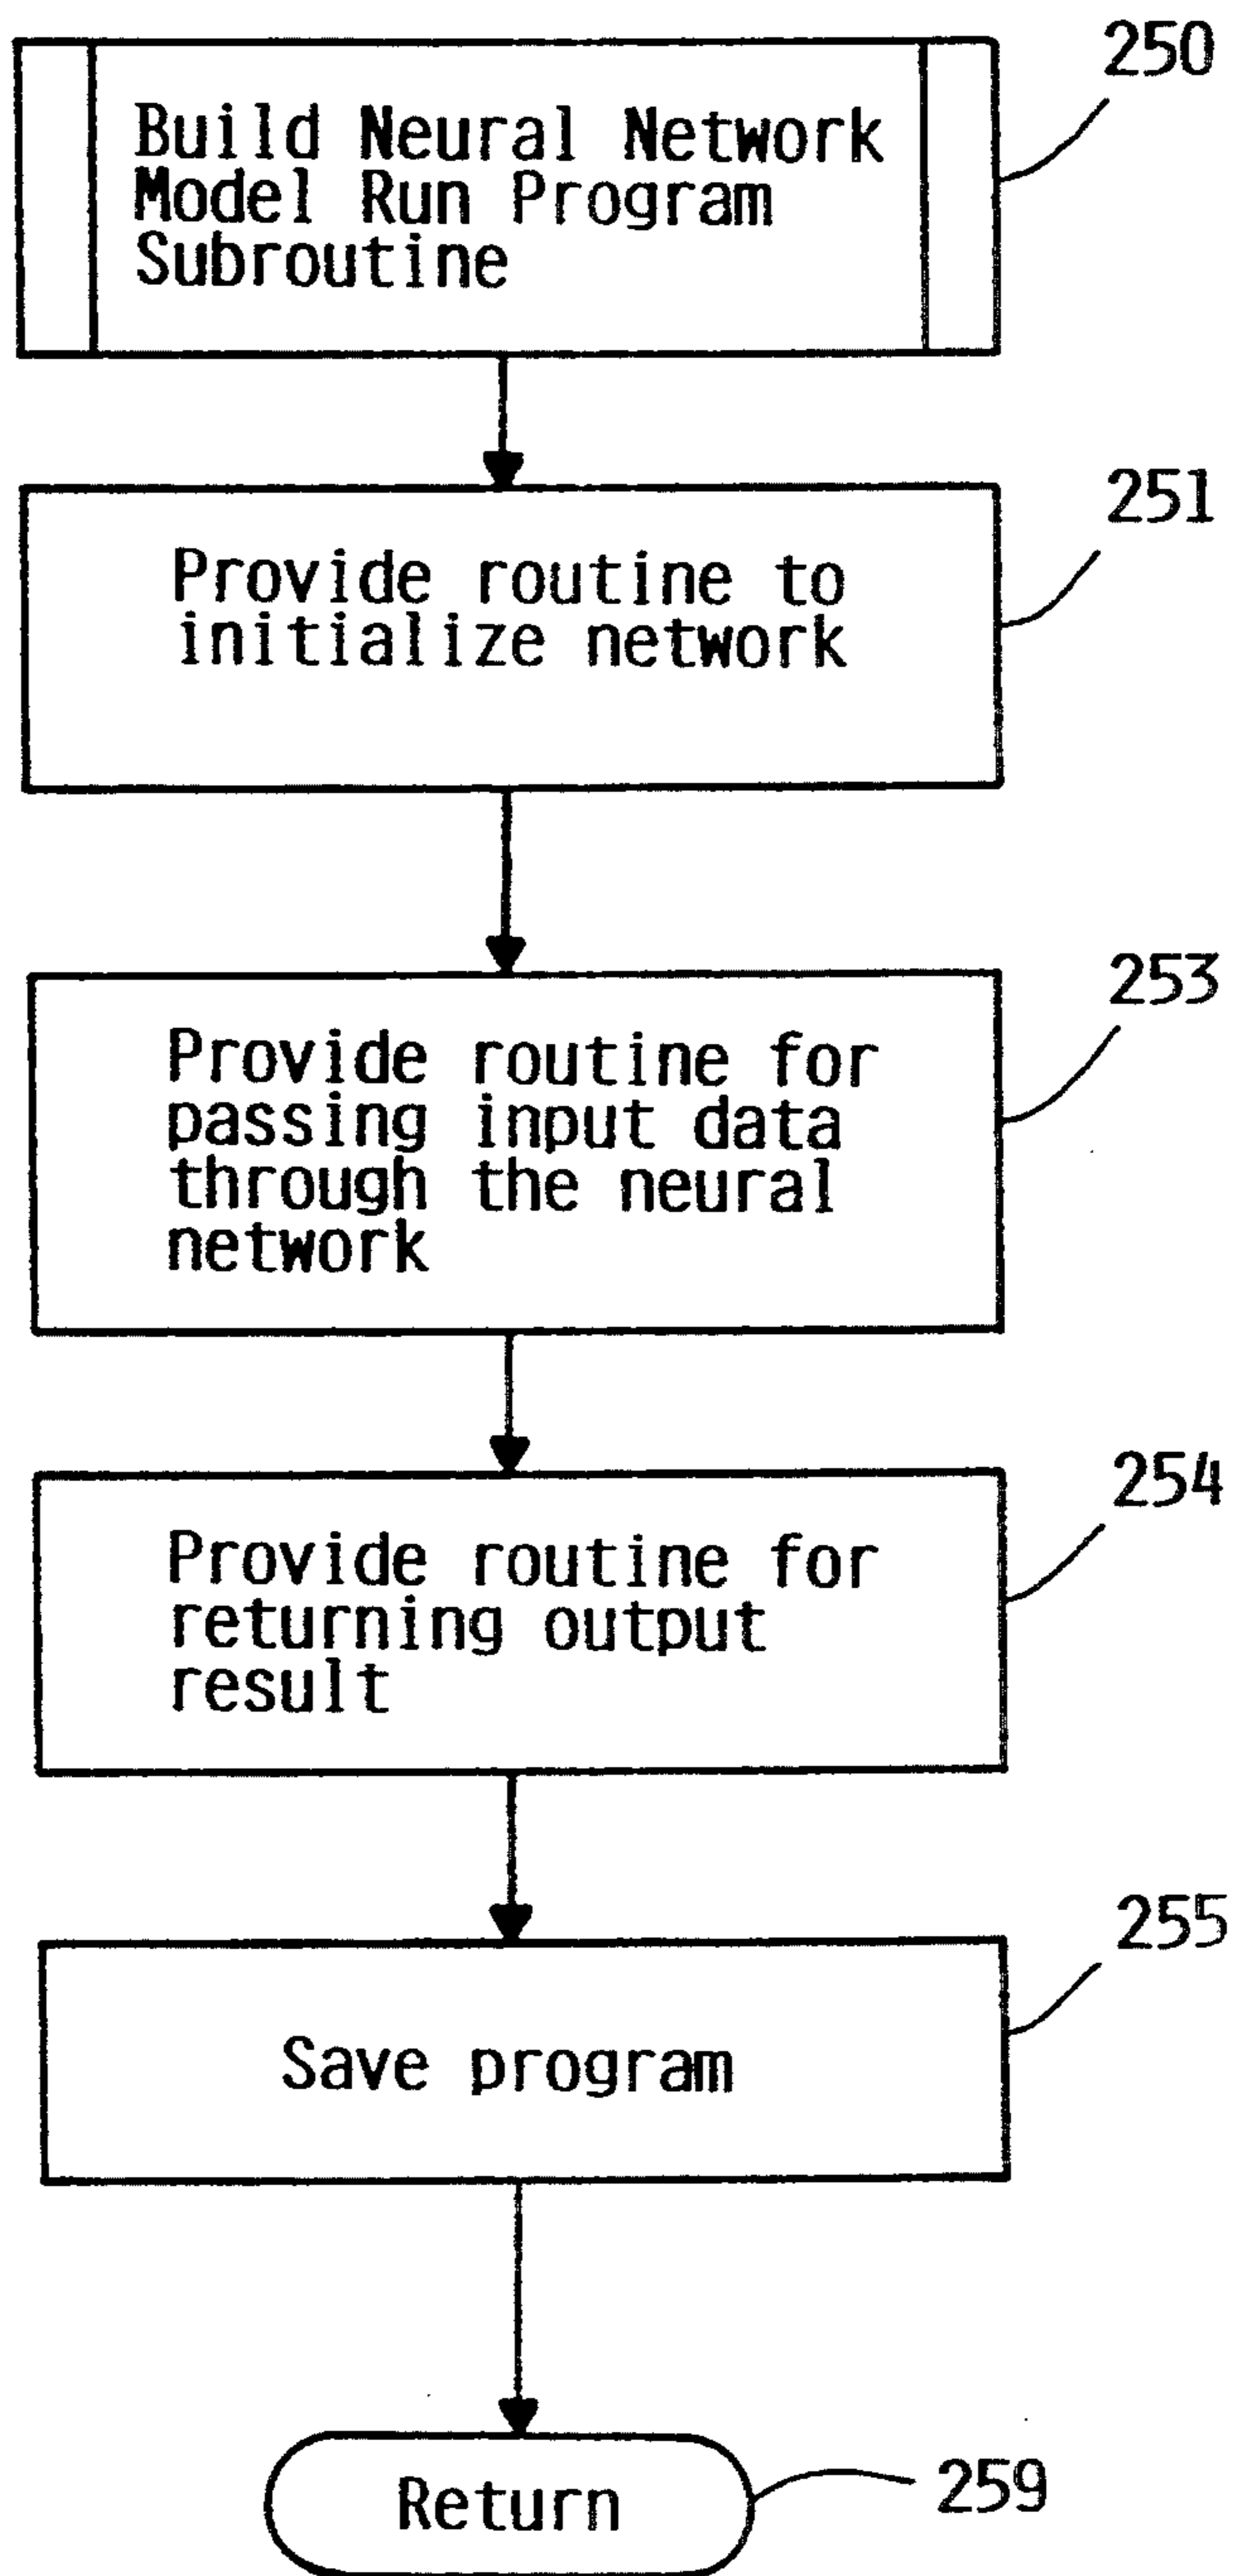 250
Build Neural Network
Model Run Program
Subroutine
251
Provide routine to
initialize network
253
Provide routine for
passing input data
through the neural
network
254
Provide routine for
returning output
result
255
Save program
Return
259